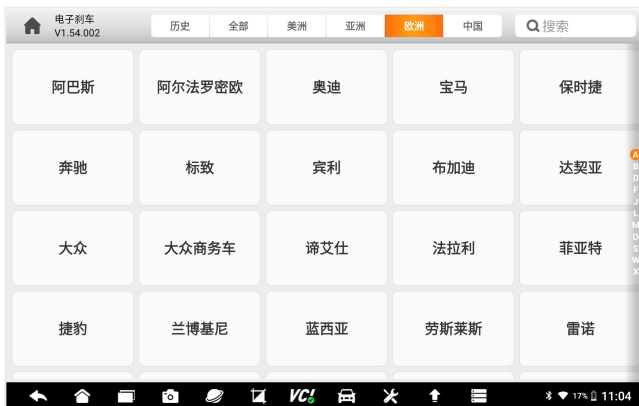 电子刹车
V1.54.002
历史 全部 美洲 亚洲 欧洲 中国 搜索
阿巴斯 阿尔法罗密欧 奥迪 宝马 保时捷
奔驰 标致 宾利 布加迪 达契亚
大众 大众商务车 谛艾仕 法拉利 菲亚特
捷豹 兰博基尼 蓝西亚 劳斯莱斯 雷诺
A
B
D
F
J
L
M
O
S
W
X
VCI 17% 11:04